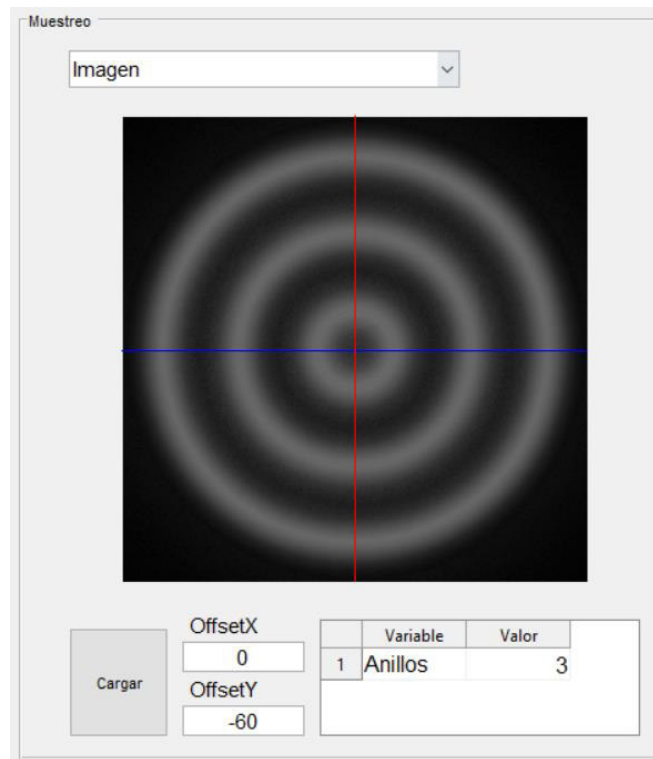 Muestreo
Imagen
OffsetX
0
OffsetY
-60
Cargar
Variable Valor
1 Anillos 3